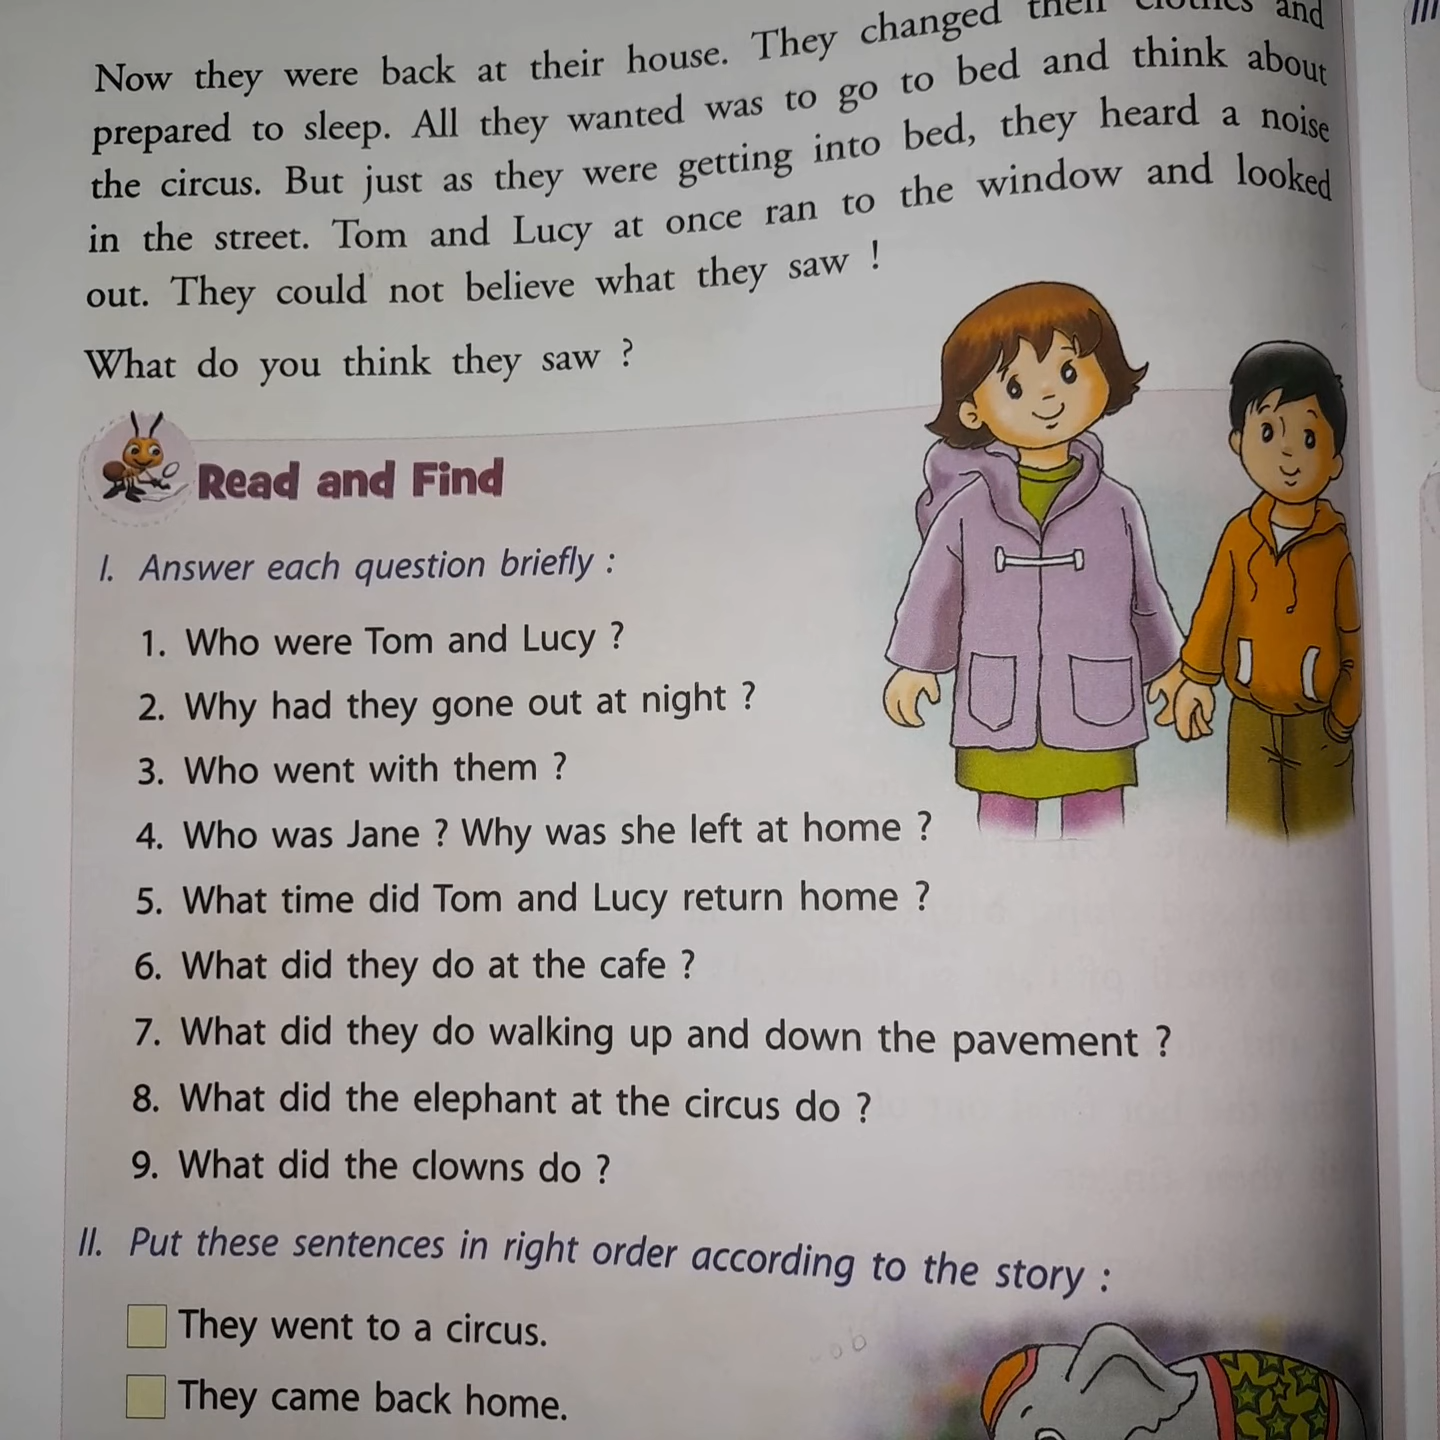 Now they were back at their house. They changed their clothes and
prepared to sleep. All they wanted was to go to bed and think about
the circus. But just as they were getting into bed, they heard a noise
in the street. Tom and Lucy at once ran to the window and looked
out. They could not believe what they saw !
What do you think they saw ?
Read and Find
I. Answer each question briefly :
1. Who were Tom and Lucy ?
2. Why had they gone out at night ?
3. Who went with them ?
4. Who was Jane ? Why was she left at home ?
5. What time did Tom and Lucy return home ?
6. What did they do at the cafe ?
7. What did they do walking up and down the pavement ?
8. What did the elephant at the circus do ?
9. What did the clowns do ?
II. Put these sentences in right order according to the story :
They went to a circus.
They came back home.